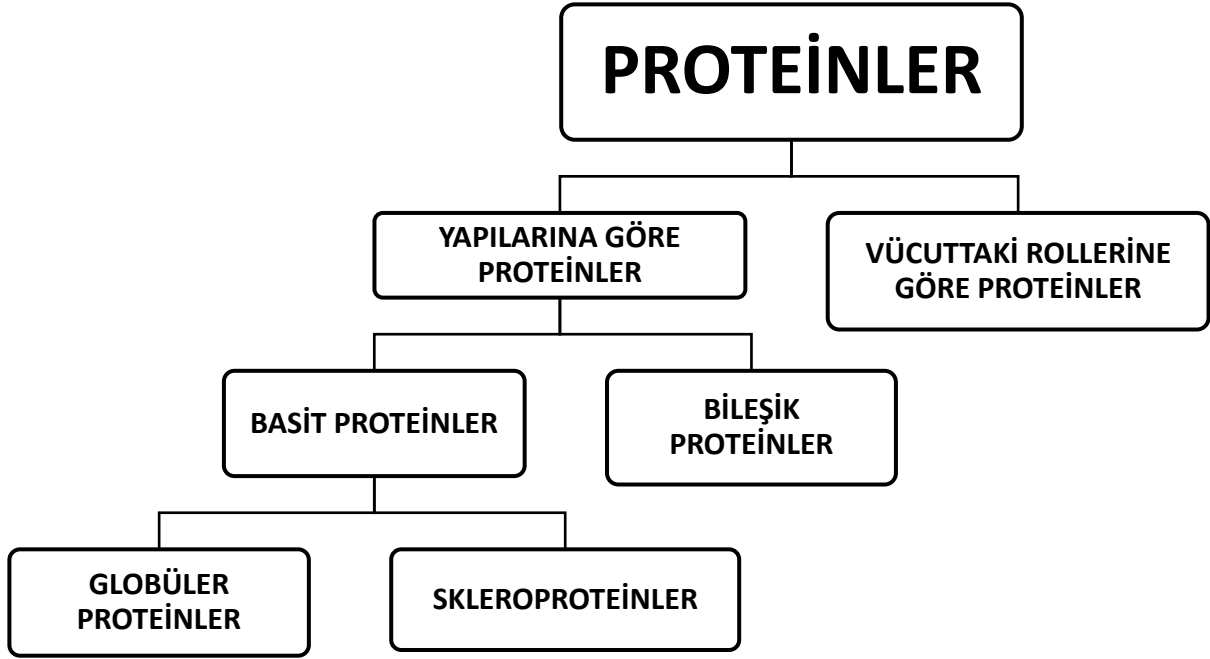 PROTEİNLER
YAPILARINA GÖRE
PROTEİNLER
VÜCUTTAKİ ROLLERİNE
GÖRE PROTEİNLER
BASİT PROTEİNLER
BİLEŞİK
PROTEİNLER
GLOBÜLER
PROTEİNLER
SKLEROPROTEİNLER